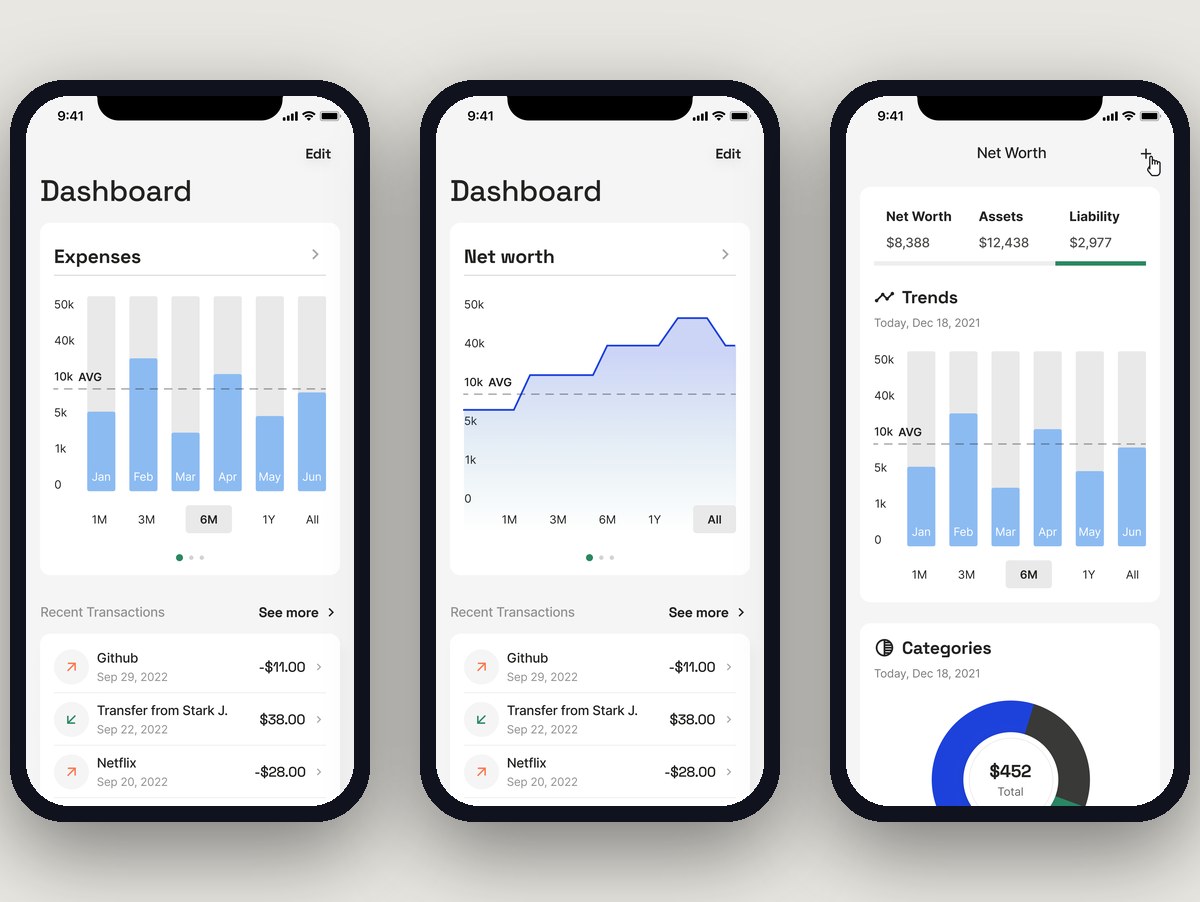 9:41
Edit
Dashboard
Expenses
50k
40k
10k AVG
5k
1k
0
Jan Feb Mar Apr May Jun
1M 3M 6M 1Y All
Recent Transactions See more
Github
-$11.00
Sep 29, 2022
Transfer from Stark J.
$38.00
Sep 22, 2022
Netflix
-$28.00
Sep 20, 2022
9:41
Edit
Dashboard
Net worth
50k
40k
10k AVG
5k
1k
0
1M 3M 6M 1Y All
Recent Transactions See more
Github
-$11.00
Sep 29, 2022
Transfer from Stark J.
$38.00
Sep 22, 2022
Netflix
-$28.00
Sep 20, 2022
9:41
Net Worth
Net Worth Assets Liability
$8,388 $12,438 $2,977
Trends
Today, Dec 18, 2021
50k
40k
10k AVG
5k
1k
0
Jan Feb Mar Apr May Jun
1M 3M 6M 1Y All
Categories
Today, Dec 18, 2021
$452
Total